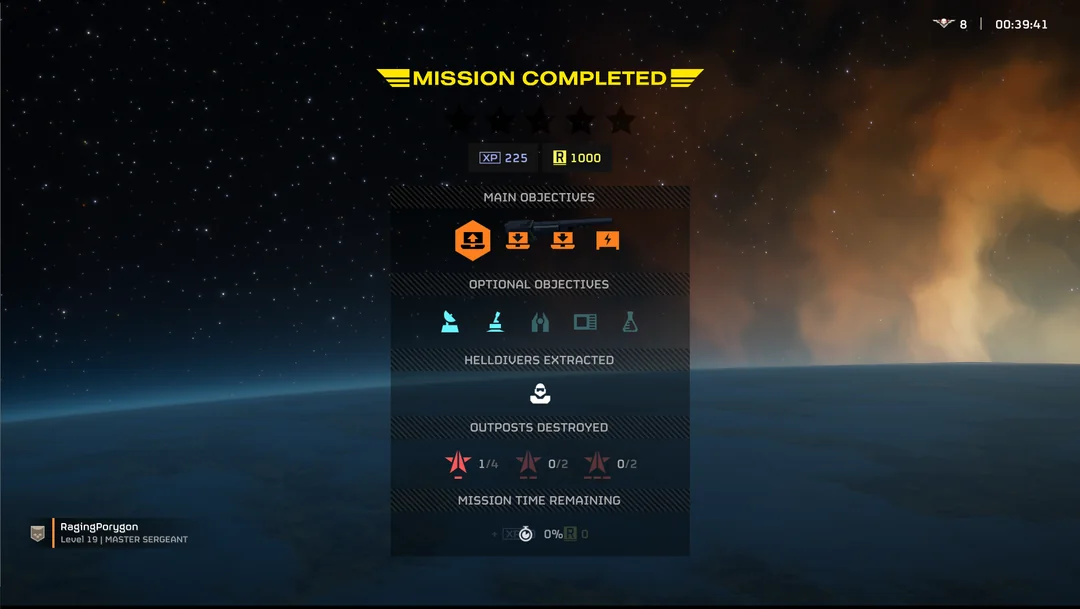 8 | 00:39:41
MISSION COMPLETED
XP 225 R 1000
MAIN OBJECTIVES
OPTIONAL OBJECTIVES
HELLDIVERS EXTRACTED
OUTPOSTS DESTROYED
1/4 0/2 0/2
MISSION TIME REMAINING
+ XP 0% R 0
RagingPorygon
Level 19 | MASTER SERGEANT